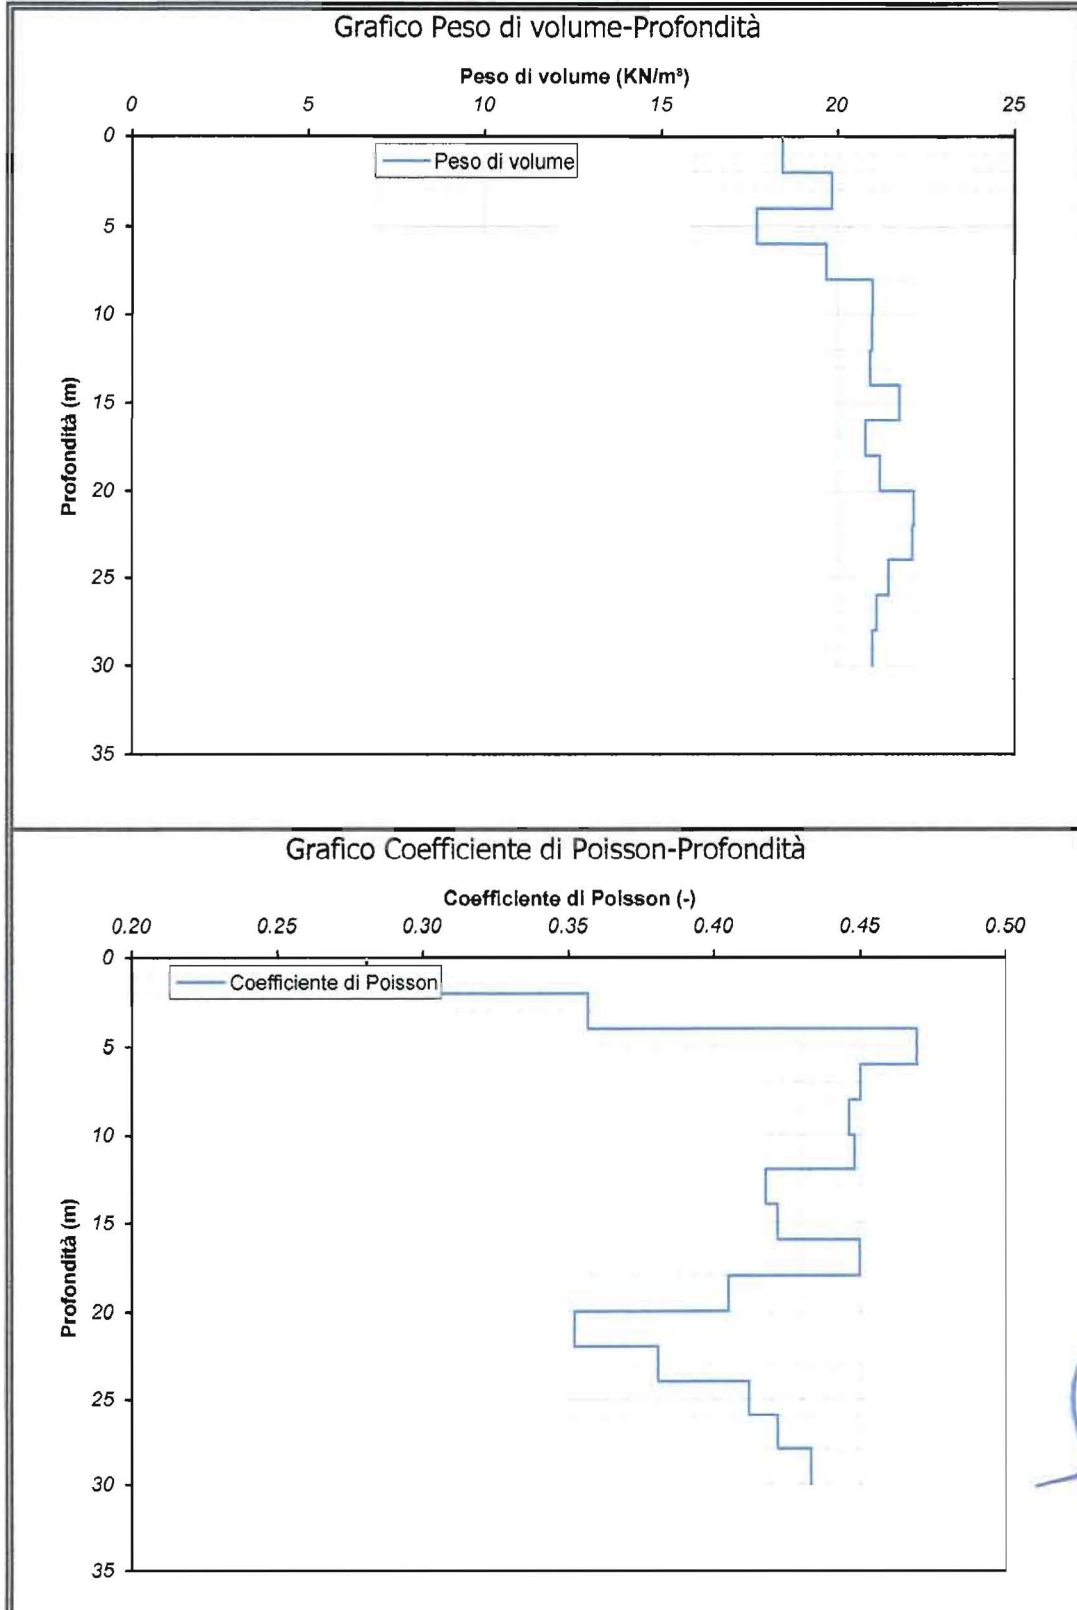 Grafico Peso di volume-Profondità
Peso di volume (KN/m³)
0 5 10 15 20 25
0
Peso di volume
5
10
15
20
25
30
35
Profondità (m)
Grafico Coefficiente di Poisson-Profondità
Coefficiente di Poisson (-)
0.20 0.25 0.30 0.35 0.40 0.45 0.50
0
Coefficiente di Poisson
5
10
15
20
25
30
35
Profondità (m)